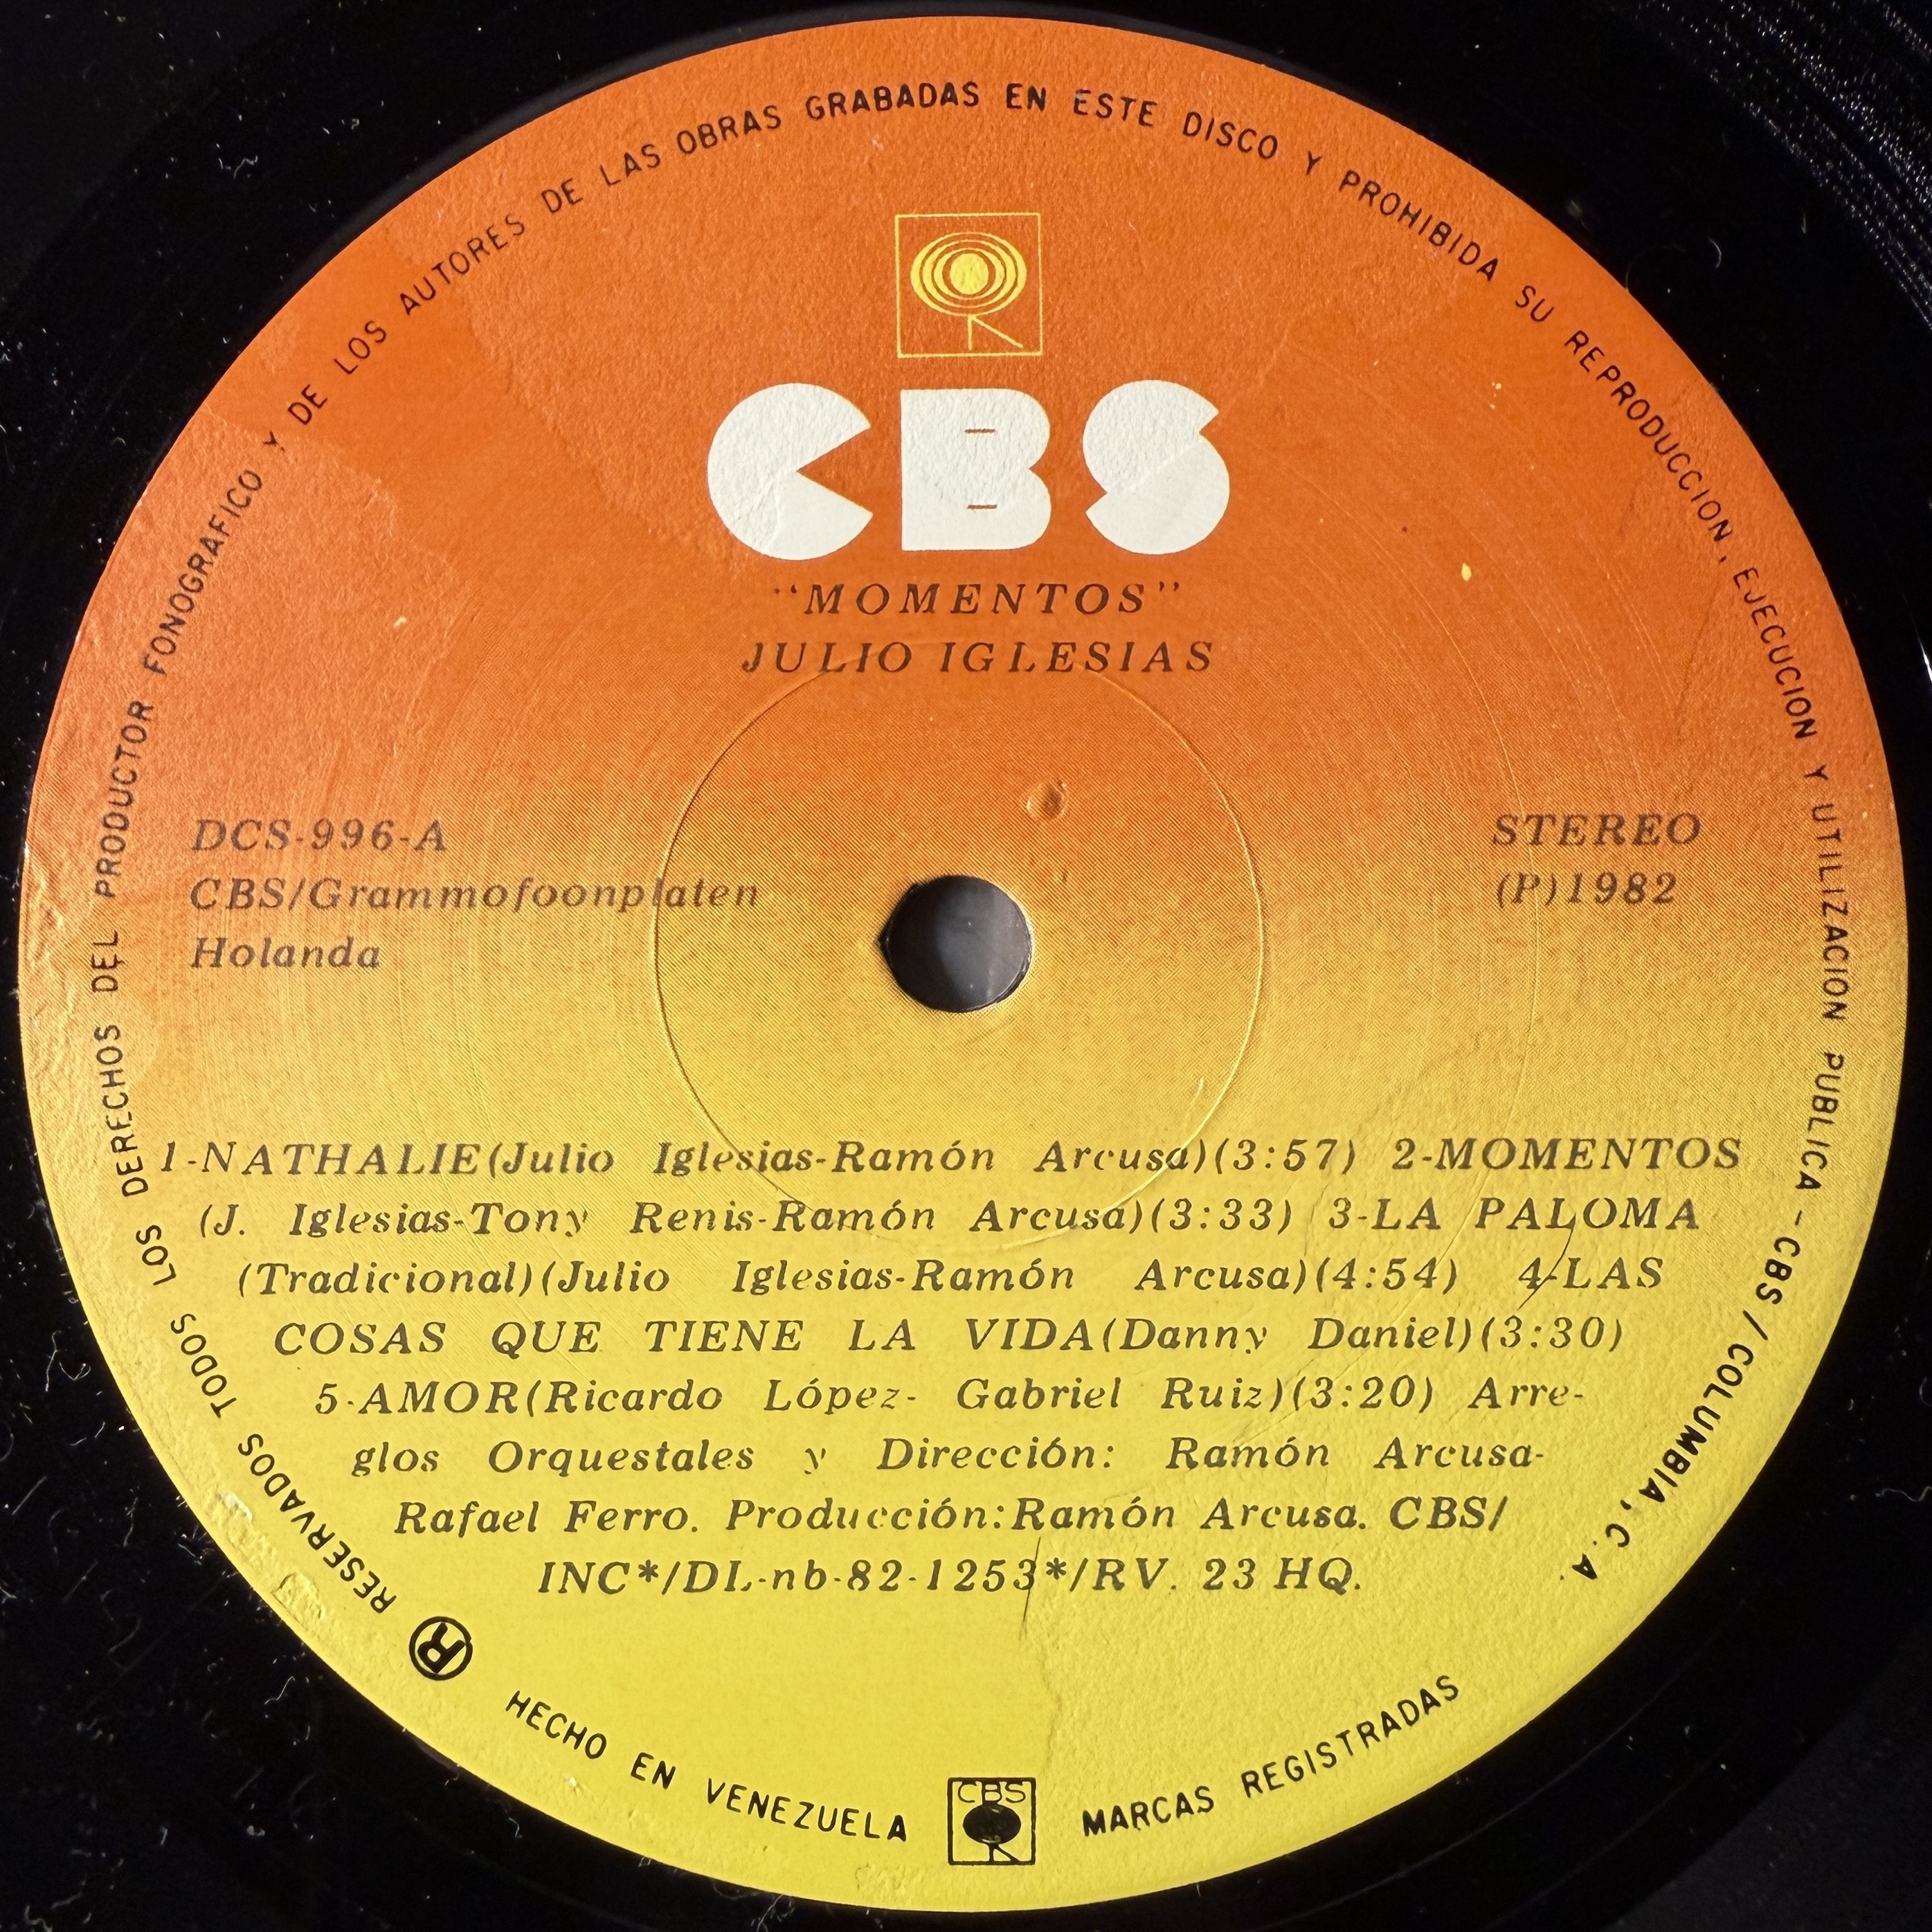 RESERVADOS TODOS LOS DERECHOS DEL PRODUCTOR FONOGRAFICO Y DE LOS AUTORES DE LAS OBRAS GRABADAS EN ESTE DISCO Y PROHIBIDA SU REPRODUCCION, EJECUCION Y UTILIZACION PUBLICA - CBS / COLUMBIA, C. A.
CBS
"MOMENTOS"
JULIO IGLESIAS
DCS-996-A
CBS/Grammofoonplaten
Holanda
STEREO
(P)1982
1-NATHALIE(Julio Iglesias-Ramón Arcusa)(3:57) 2-MOMENTOS
(J. Iglesias-Tony Renis-Ramón Arcusa)(3:33) 3-LA PALOMA
(Tradicional)(Julio Iglesias-Ramón Arcusa)(4:54) 4-LAS
COSAS QUE TIENE LA VIDA(Danny Daniel)(3:30)
5-AMOR(Ricardo López- Gabriel Ruiz)(3:20) Arre-
glos Orquestales y Dirección: Ramón Arcusa-
Rafael Ferro. Producción:Ramón Arcusa. CBS/
INC*/DL-nb-82-1253*/RV. 23 HQ.
® HECHO EN VENEZUELA
CBS
MARCAS REGISTRADAS